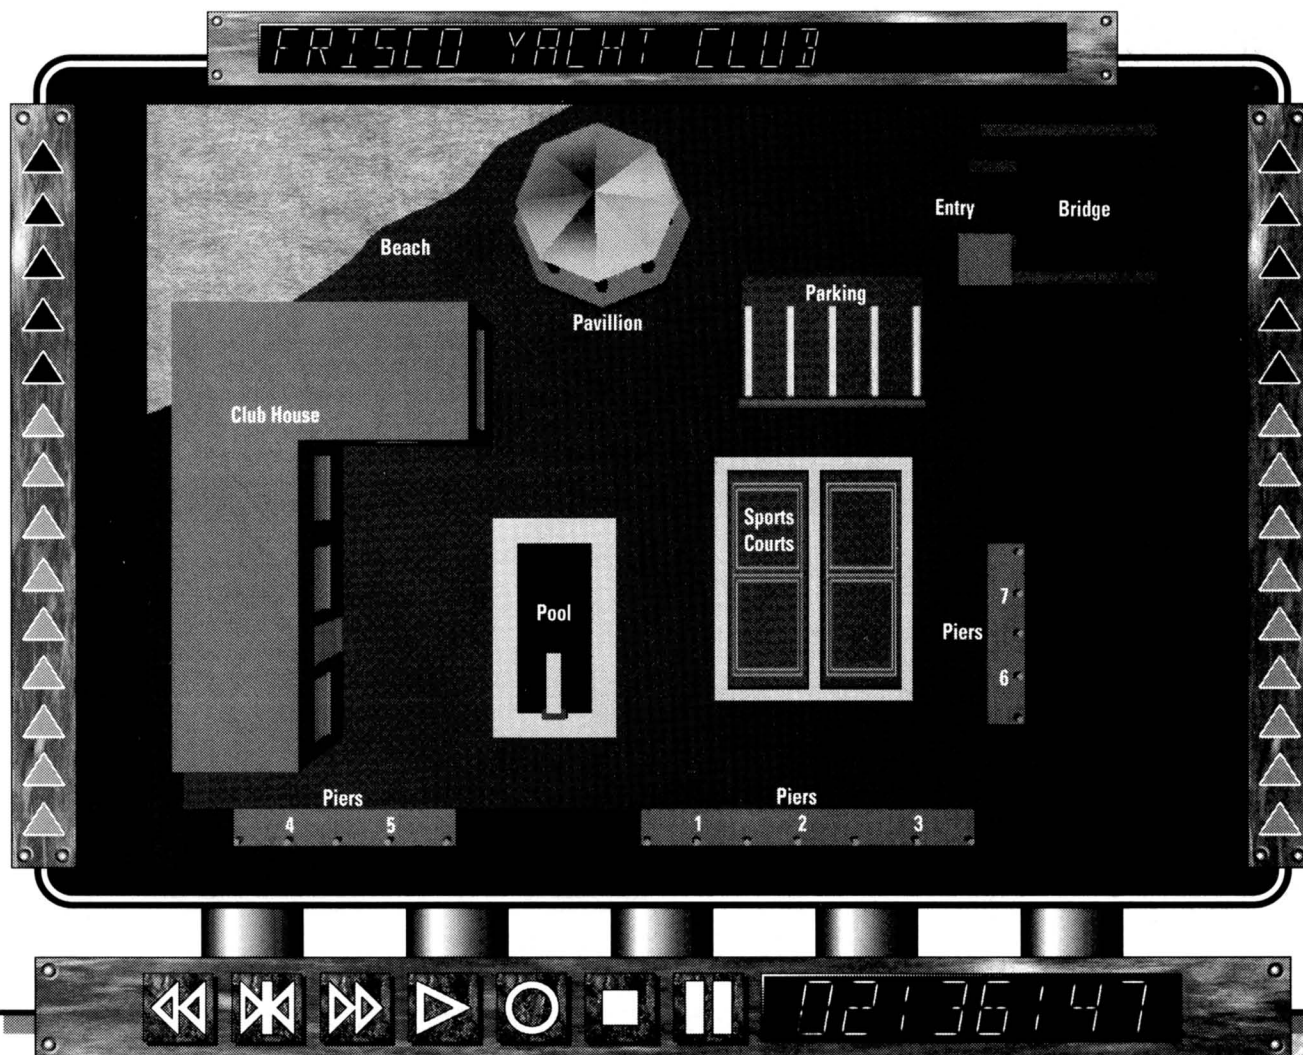 FRISCO YACHT CLUB
Entry Bridge
Beach
Parking
Pavillion
Club House
Sports
Courts
7
Pool
Piers
6
Piers Piers
4 5 1 2 3
02136147